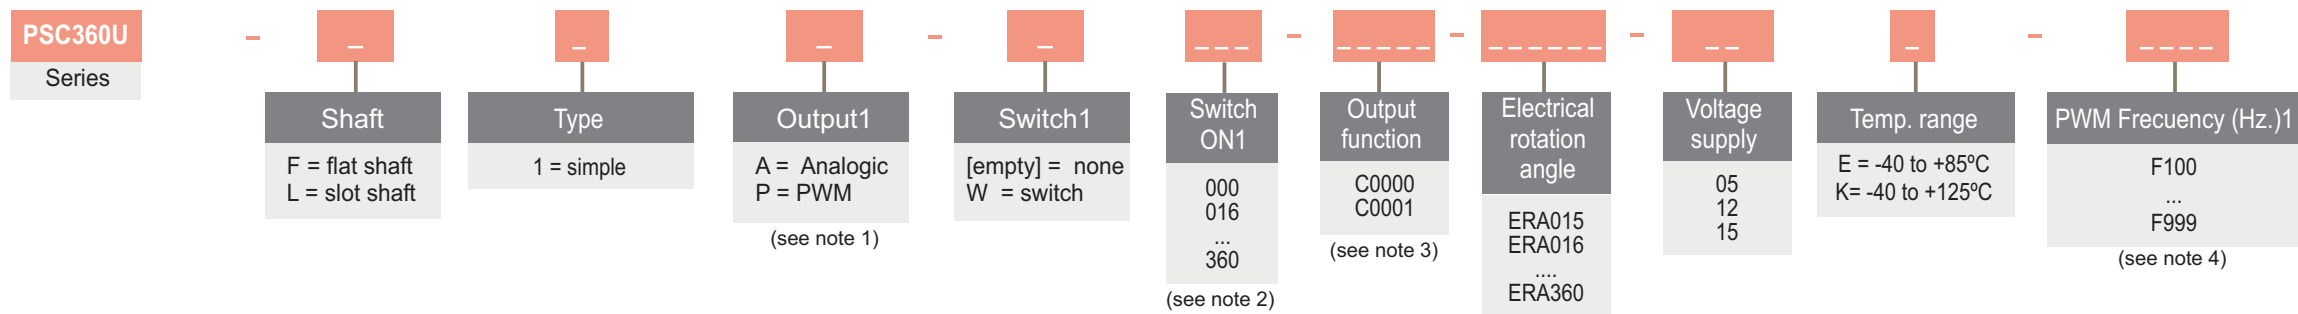 PSC360U - _ _ _ - _ _ _ _ - _ _ _ _ _ - _ _ _ _ _ _ - _ _ _ - _ _ _ _
Series
Shaft
F = flat shaft
L = slot shaft
Type
1 = simple
Output1
A = Analogic
P = PWM
(see note 1)
Switch1
[empty] = none
W = switch
Switch
ON1
000
016
...
360
(see note 2)
Output
function
C0000
C0001
(see note 3)
Electrical
rotation
angle
ERA015
ERA016
....
ERA360
Voltage
supply
05
12
15
Temp. range
E = -40 to +85ºC
K= -40 to +125ºC
PWM Frecuency (Hz.)1
F100
...
F999
(see note 4)